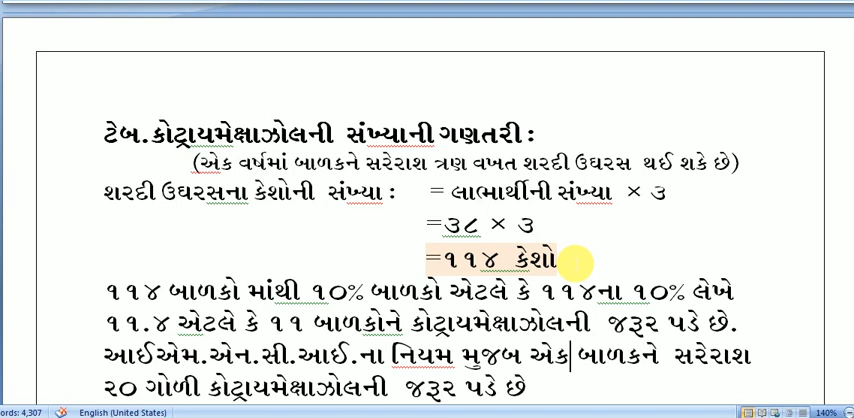 ટેબ.કોટ્રાયમેક્ષાઝોલની સંખ્યાની ગણતરી:
(એક વર્ષમાં બાળકને સરેરાશ ત્રણ વખત શરદી ઉધરસ થઈ શકે છે)
શરદી ઉધરસના કેશોની સંખ્યા: = લાભાર્થીની સંખ્યા × ૩
=૩૮ × ૩
=૧૧૪ કેશો
૧૧૪ બાળકો માંથી ૧૦% બાળકો એટલે કે ૧૧૪ના ૧૦% લેખે
૧૧.૪ એટલે કે ૧૧ બાળકોને કોટ્રાયમેક્ષાઝોલની જરૂર પડે છે.
આઈએમ.એન.સી.આઈ.ના નિયમ મુજબ એક બાળકને સરેરાશ
૨૦ ગોળી કોટ્રાયમેક્ષાઝોલની જરૂર પડે છે
ords: 4,307 English (United States) 140%